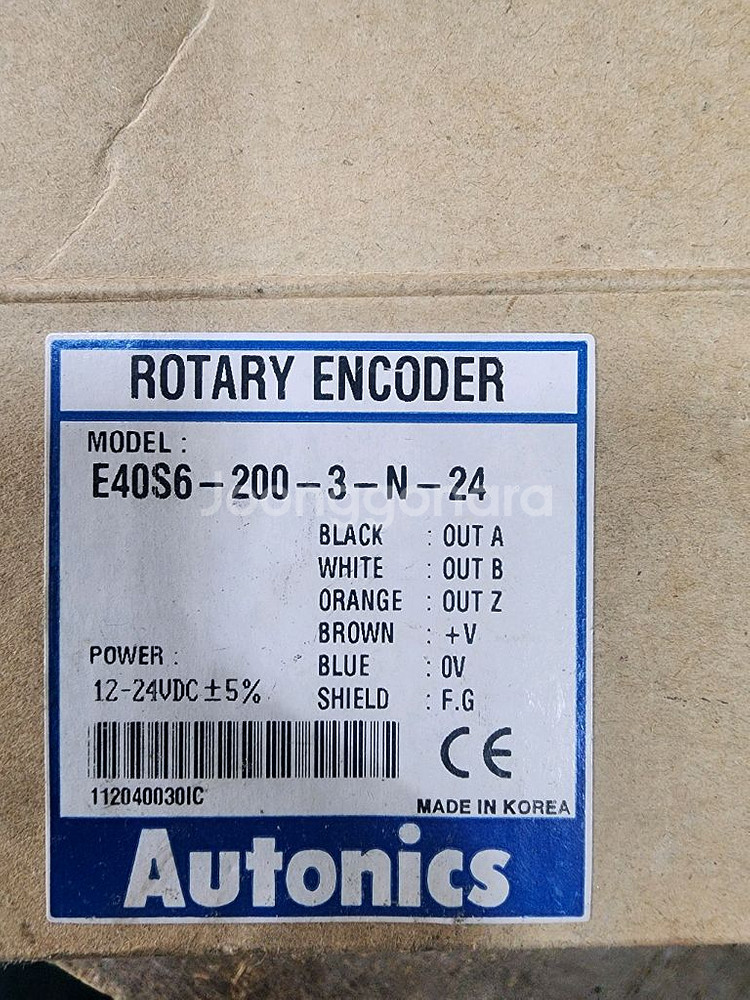 ROTARY ENCODER
MODEL :
E40S6-200-3-N-24
Joonggonara
BLACK : OUT A
WHITE : OUT B
ORANGE : OUT Z
BROWN : +V
BLUE : 0V
SHIELD : F.G
POWER :
12-24VDC ±5%
CE
112040030IC
MADE IN KOREA
Autonics